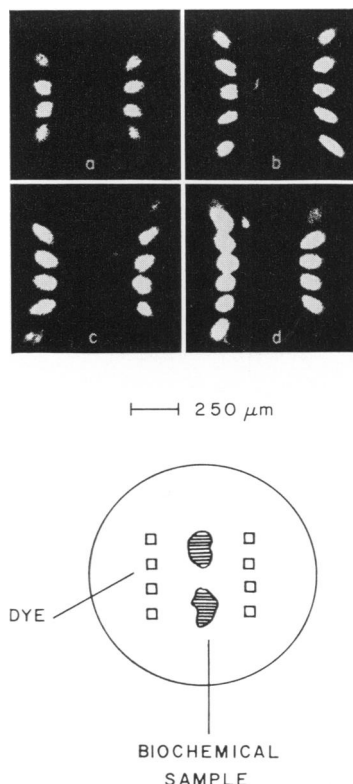 a
b
c
d
250 μm
DYE
BIOCHEMICAL
SAMPLE